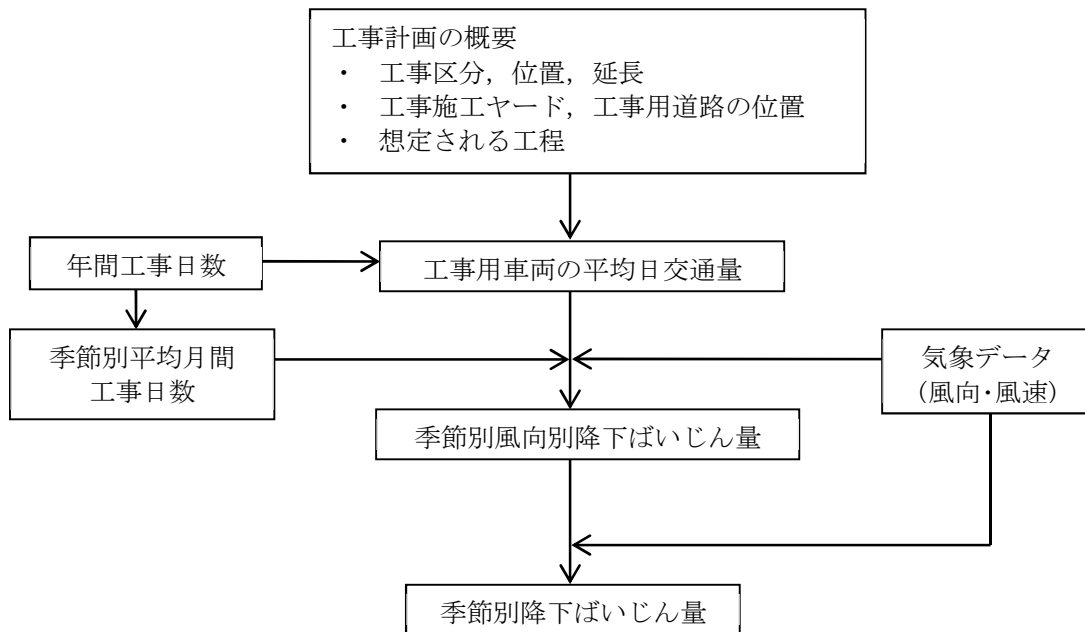 工事計画の概要
・ 工事区分，位置，延長
・ 工事施工ヤード，工事用道路の位置
・ 想定される工程
年間工事日数
工事用車両の平均日交通量
季節別平均月間
工事日数
気象データ
（風向・風速）
季節別風向別降下ばいじん量
季節別降下ばいじん量